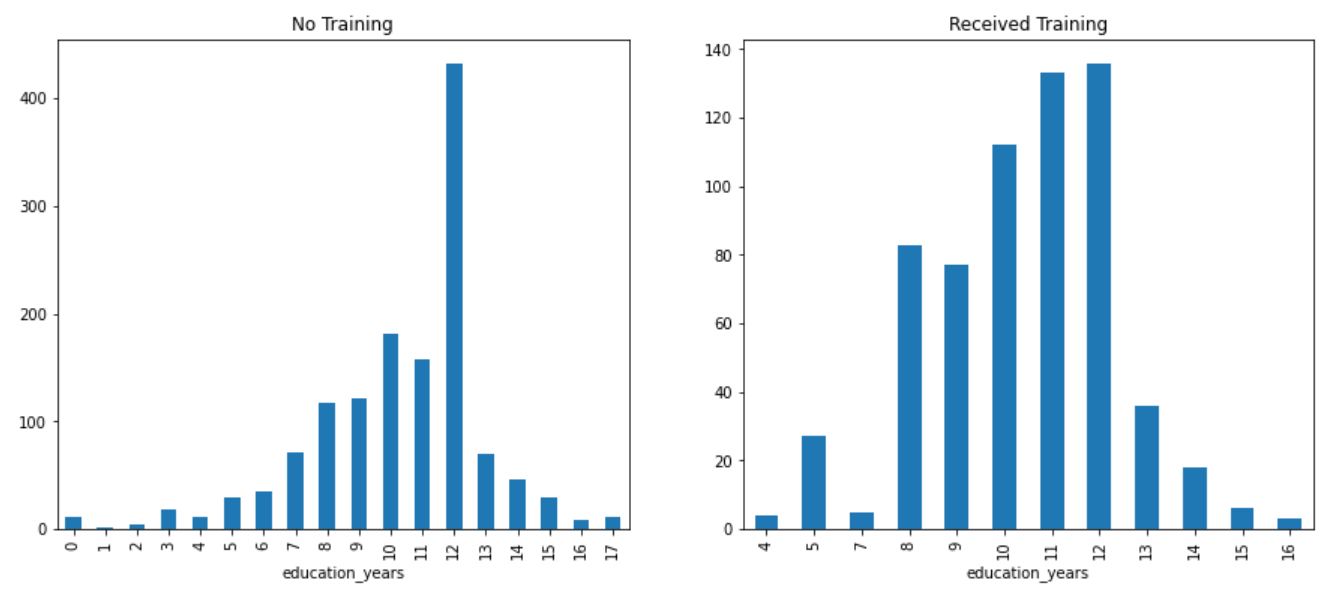 No Training
400
300
200
100
0
0 1 2 3 4 5 6 7 8 9 10 11 12 13 14 15 16 17
education_years
Received Training
140
120
100
80
60
40
20
0
4 5 7 8 9 10 11 12 13 14 15 16
education_years